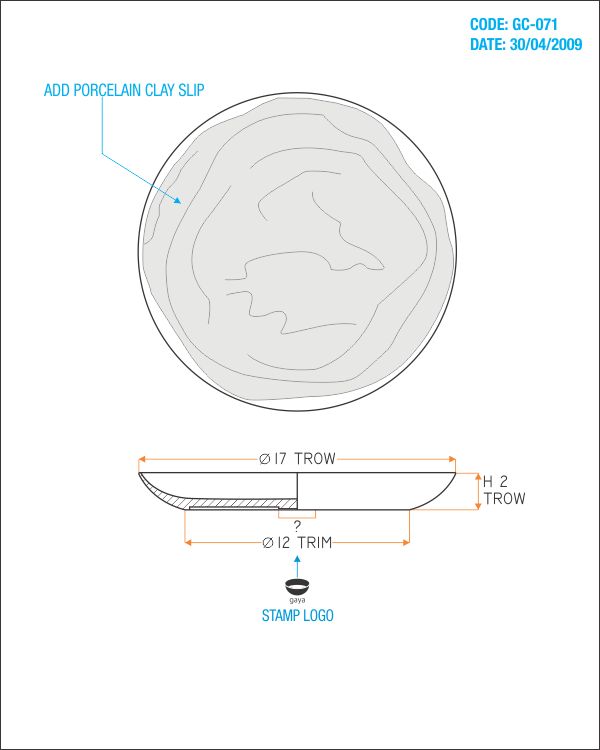 CODE: GC-071
DATE: 30/04/2009
ADD PORCELAIN CLAY SLIP
Ø 17 TROW
H 2
TROW
?
Ø 12 TRIM
gaya
STAMP LOGO